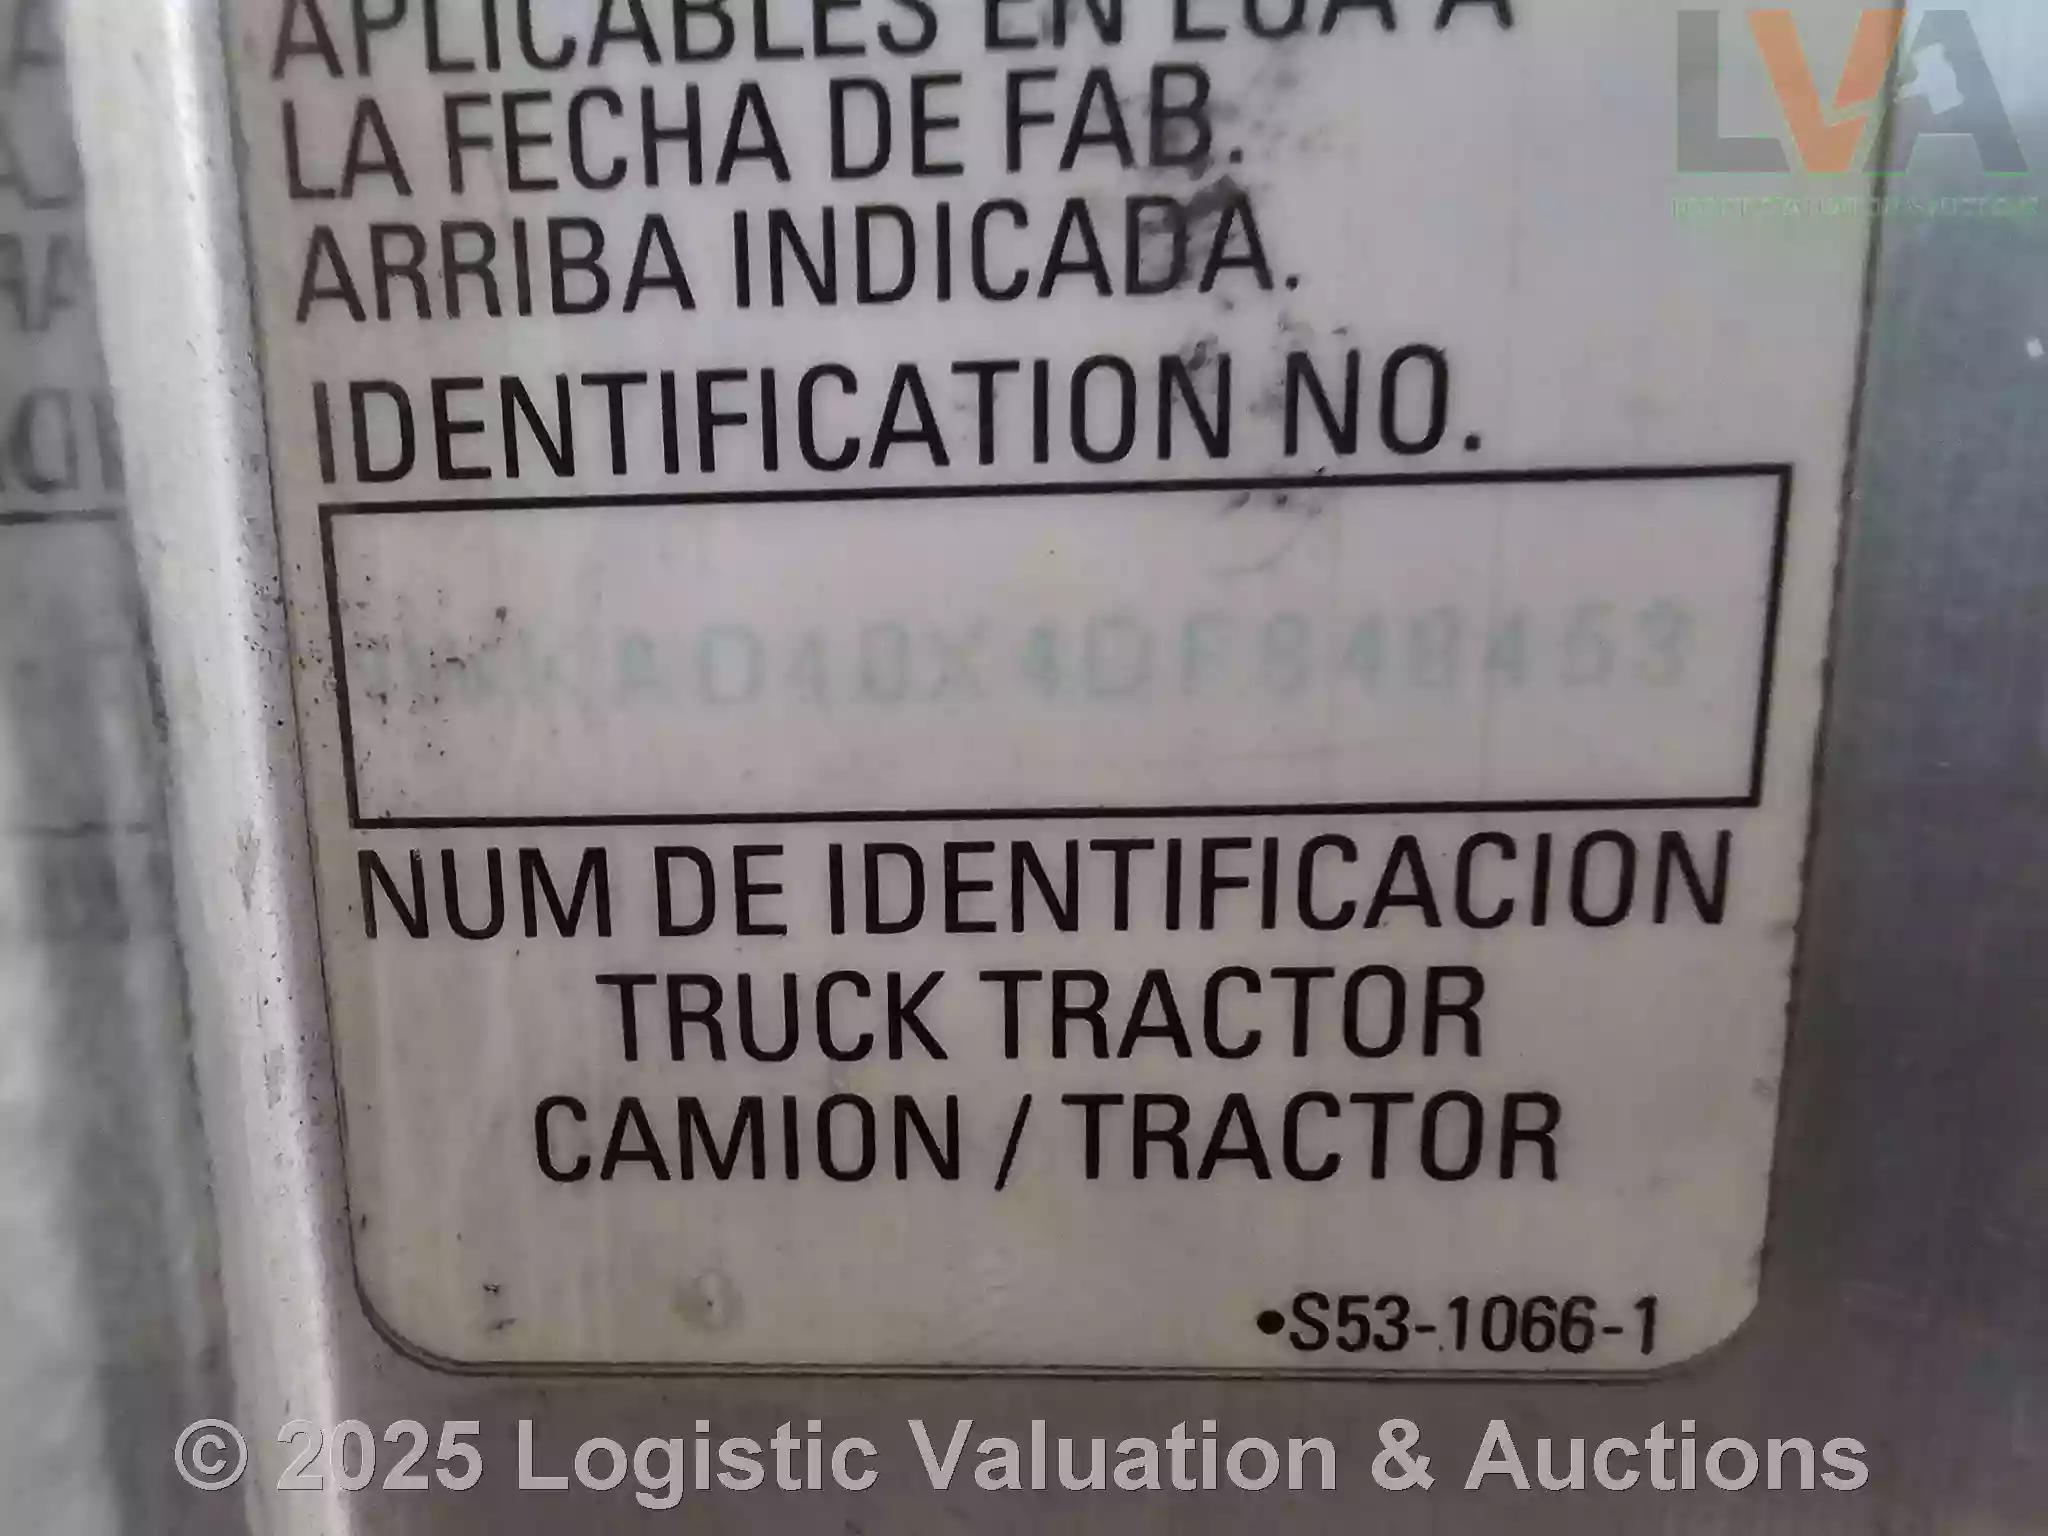 LVA
APLICABLES EN EUA A
LA FECHA DE FAB.
ARRIBA INDICADA.
IDENTIFICATION NO.
NUM DE IDENTIFICACION
TRUCK TRACTOR
CAMION / TRACTOR
•S53-1066-1
© 2025 Logistic Valuation & Auctions